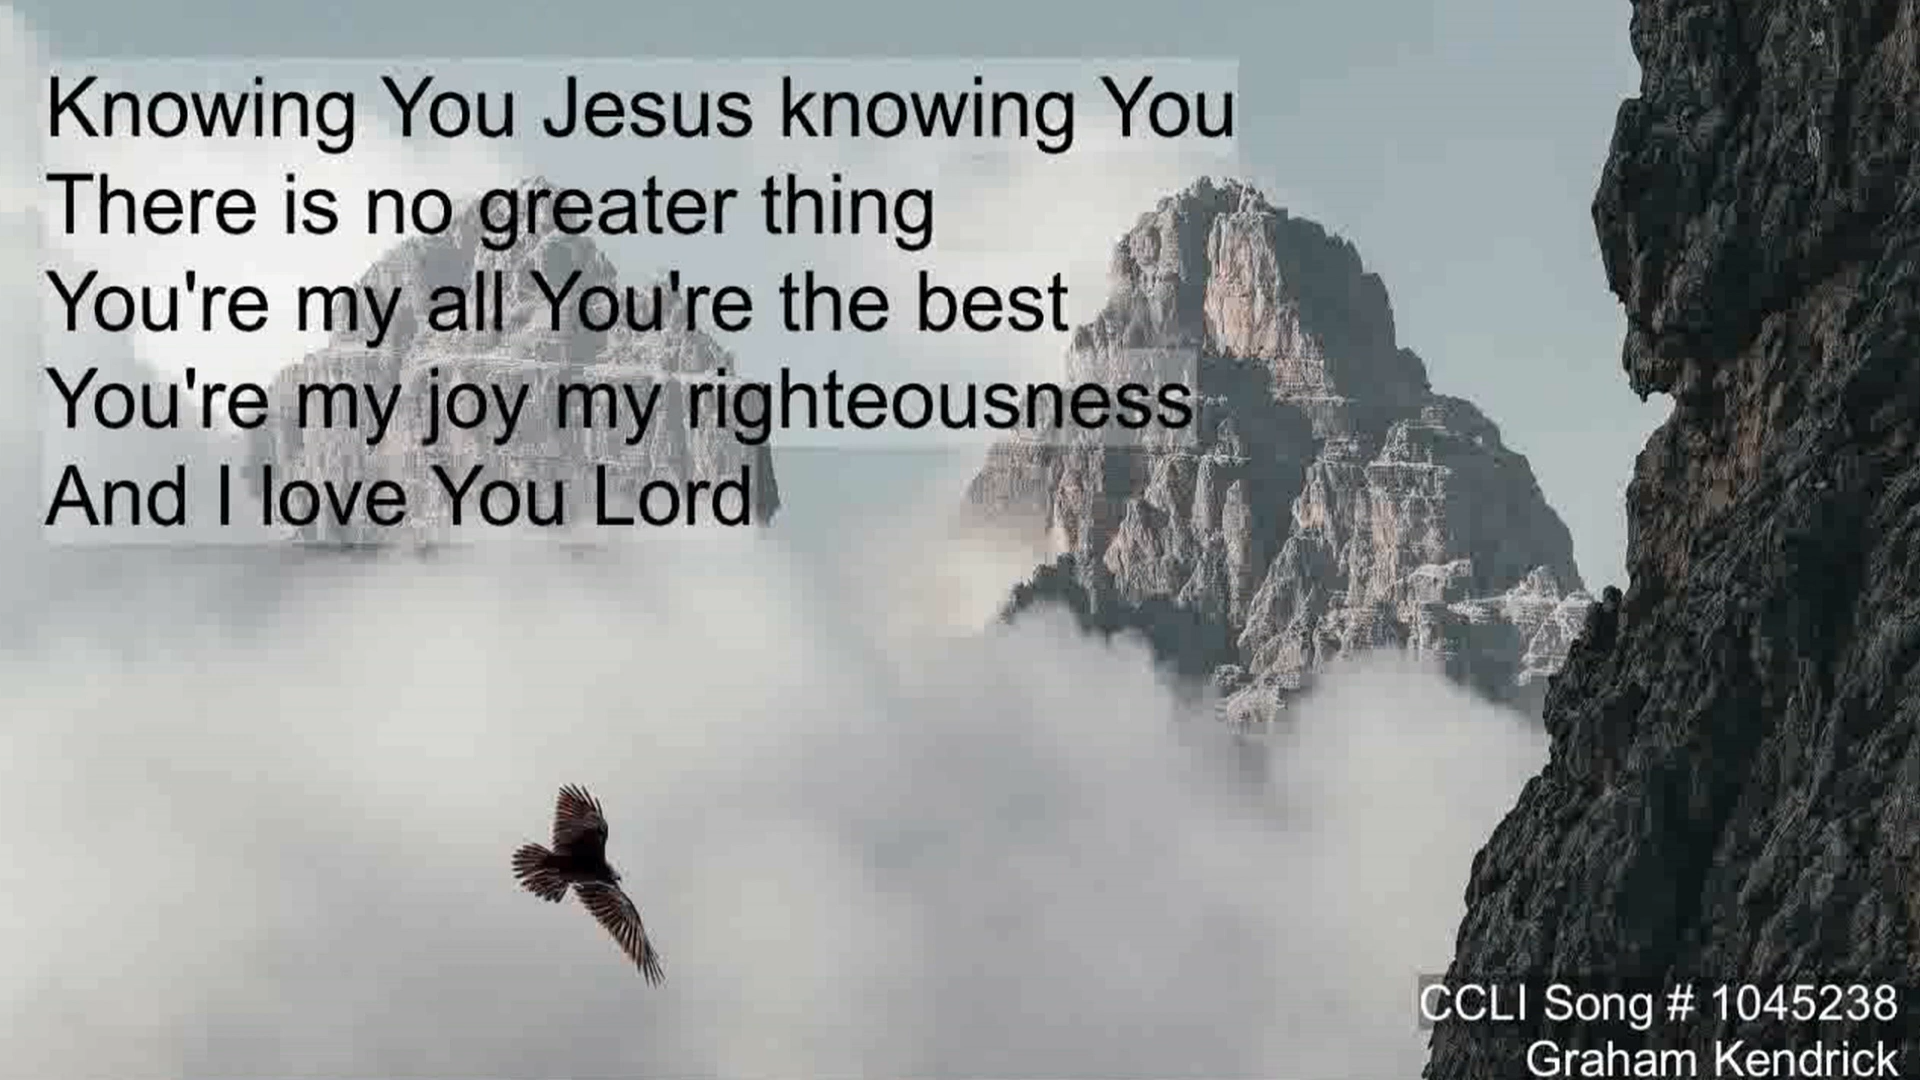 Knowing You Jesus knowing You
There is no greater thing
You're my all You're the best
You're my joy my righteousness
And I love You Lord
CCLI Song # 1045238
Graham Kendrick